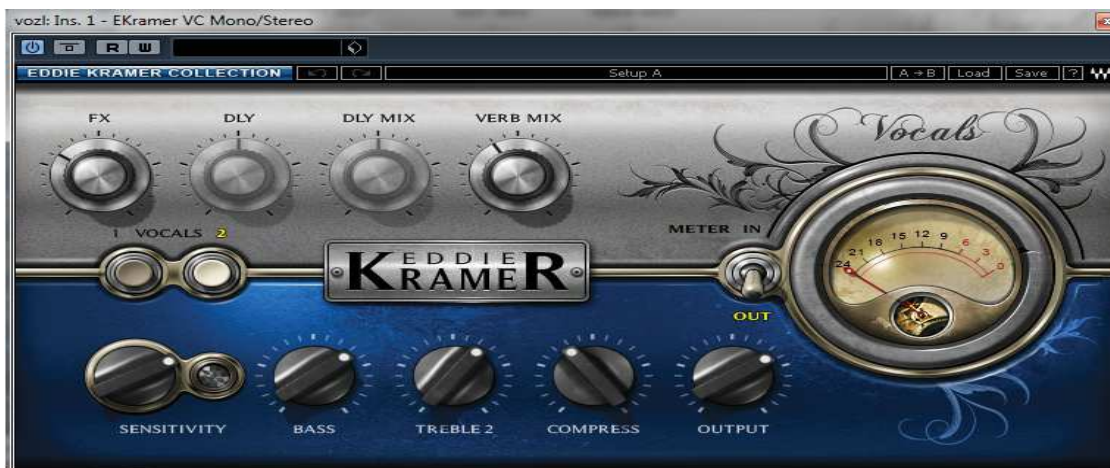 vozl: Ins. 1 - EKramer VC Mono/Stereo
R W
EDDIE KRAMER COLLECTION Setup A A→B Load Save ?
FX DLY DLY MIX VERB MIX
Vocals
1 VOCALS 2
METER IN
OUT
EDDIE
KRAMER
24 21 18 15 12 9 6 3 0
SENSITIVITY BASS TREBLE 2 COMPRESS OUTPUT